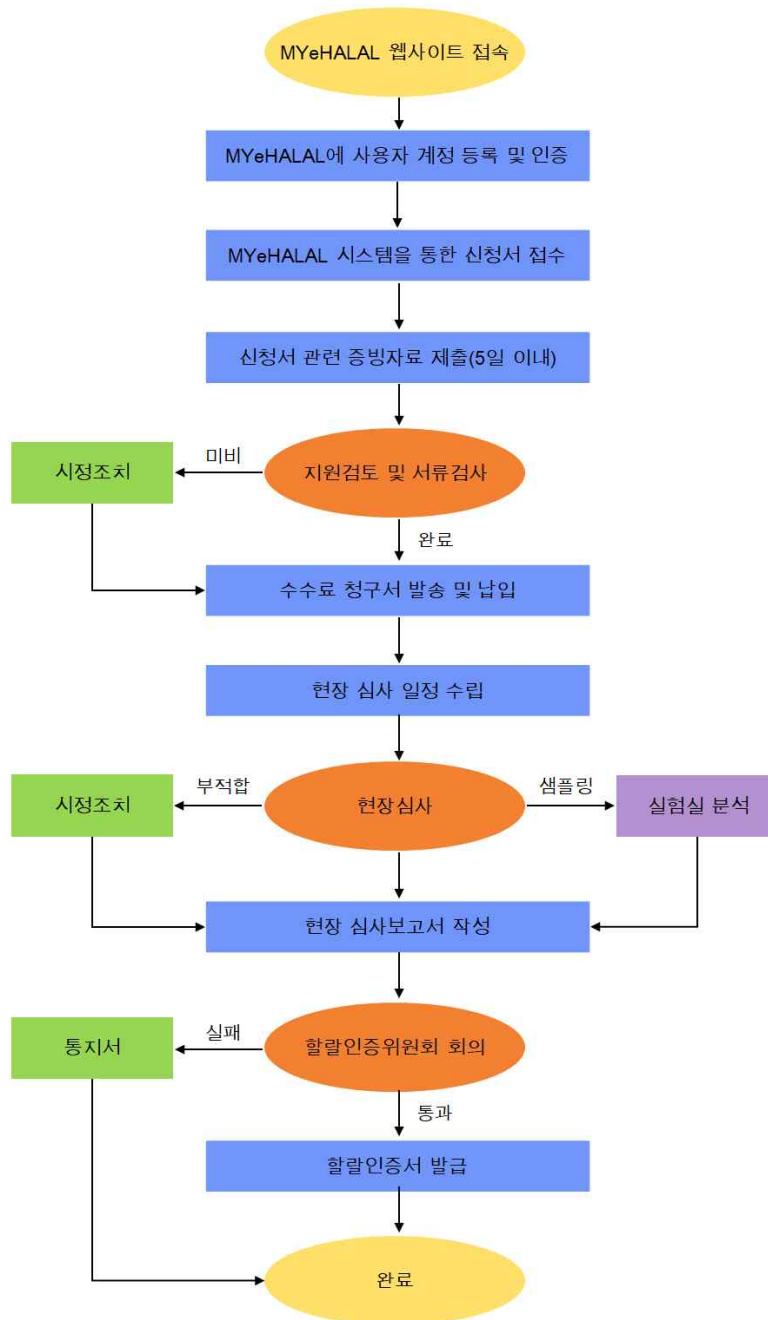 MYeHALAL 웹사이트 접속
MYeHALAL에 사용자 계정 등록 및 인증
MYeHALAL 시스템을 통한 신청서 접수
신청서 관련 증빙자료 제출(5일 이내)
시정조치
미비
지원검토 및 서류검사
완료
수수료 청구서 발송 및 납입
현장 심사 일정 수립
시정조치
부적합
현장심사
샘플링
실험실 분석
현장 심사보고서 작성
통지서
실패
할랄인증위원회 회의
통과
할랄인증서 발급
완료